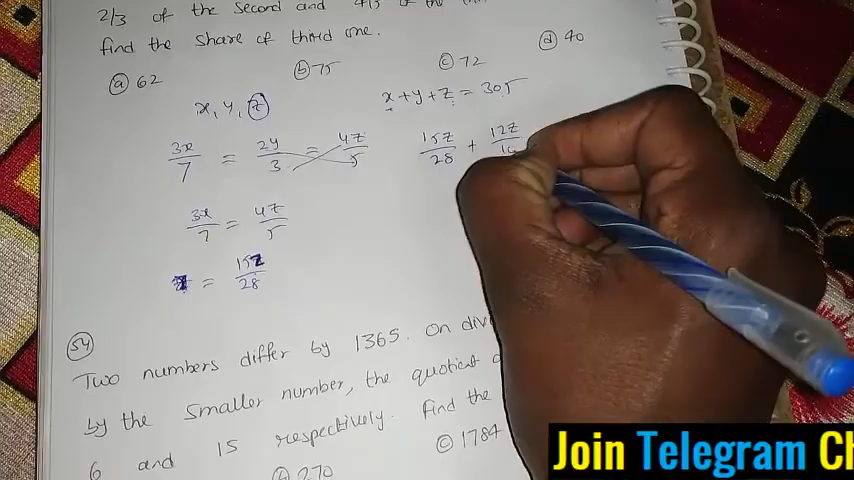 2/3 of the second and 4/5 of the
find the share of third one.
(a) 62 (b) 75 (c) 72 (d) 40
x, y, z
x + y + z = 305
3x/7 = 2y/3 = 4z/5
15z/28 + 12z/10
3x/7 = 4z/5
= 15z/28
(54)
Two numbers differ by 1365. On
by the smaller number, the quotient
6 and 15 respectively. Find the
(b) 270 (c) 1784
Join Telegram